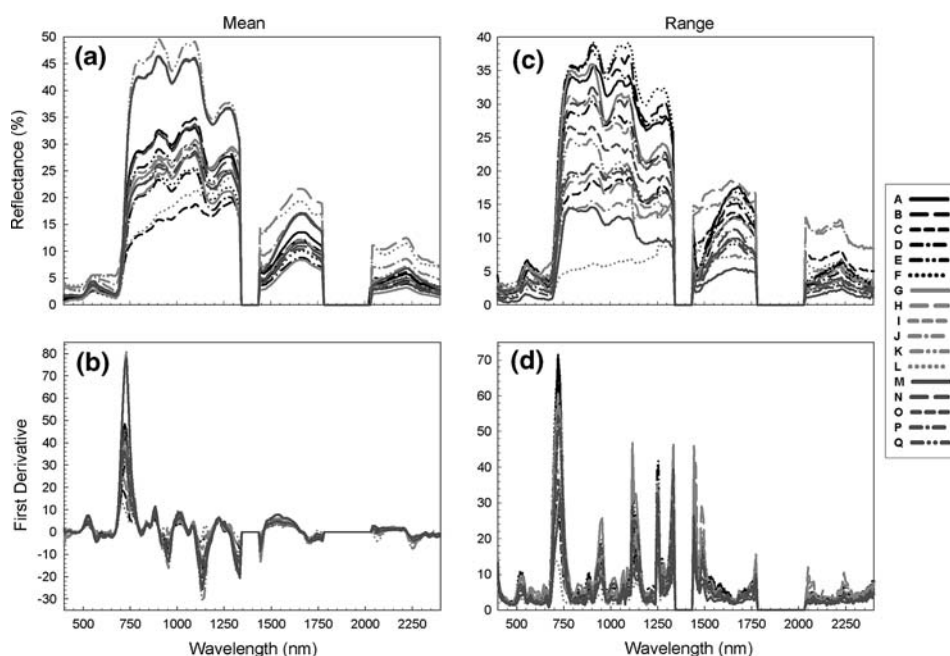 Mean
Range
(a)
(c)
Reflectance (%)
50
45
40
35
30
25
20
15
10
5
0
40
35
30
25
20
15
10
5
0
(b)
(d)
First Derivative
80
70
60
50
40
30
20
10
0
-10
-20
-30
70
60
50
40
30
20
10
0
500 750 1000 1250 1500 1750 2000 2250
500 750 1000 1250 1500 1750 2000 2250
Wavelength (nm)
Wavelength (nm)
A
B
C
D
E
F
G
H
I
J
K
L
M
N
O
P
Q